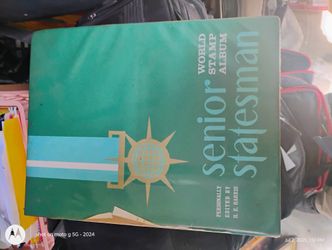 WORLD
STAMP
ALBUM
senior
statesman
PERSONALLY
EDITED BY
H. E. HARRIS
shot on moto g 5G - 2024